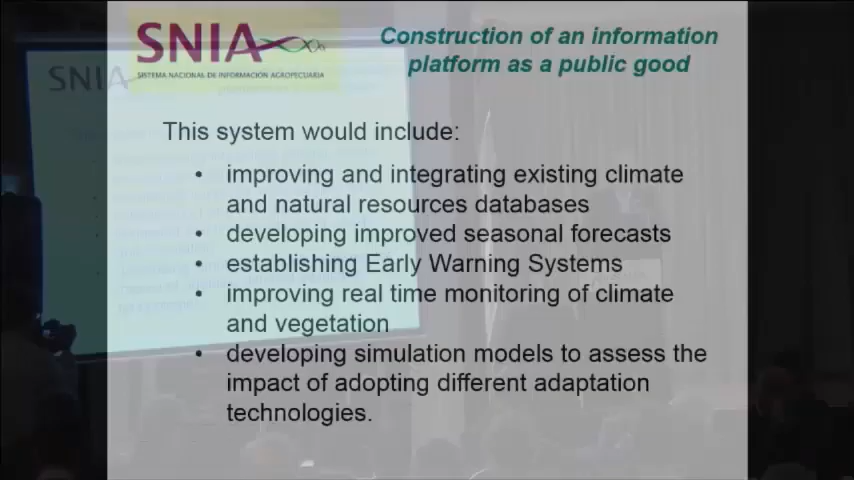 SNIA
SISTEMA NACIONAL DE INFORMACIÓN AGROPECUARIA
Construction of an information
platform as a public good
SNIA
This system would include:
• improving and integrating existing climate
and natural resources databases
• developing improved seasonal forecasts
• establishing Early Warning Systems
• improving real time monitoring of climate
and vegetation
• developing simulation models to assess the
impact of adopting different adaptation
technologies.